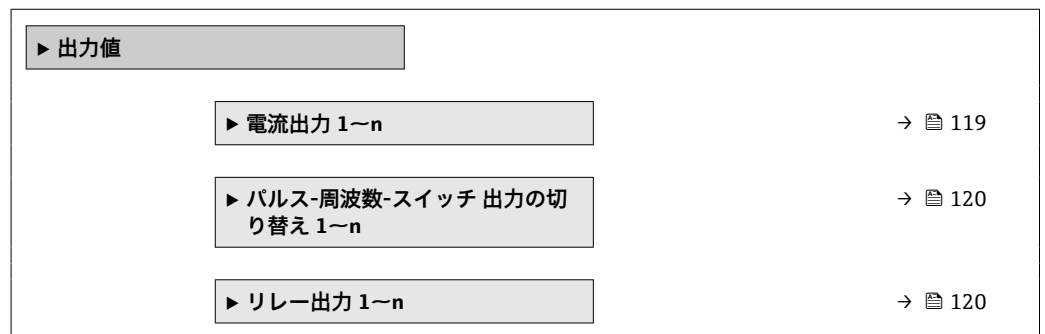 ▶ 出力値
▶ 電流出力 1～n → 119
▶ パルス-周波数-スイッチ 出力の切
り替え 1～n → 120
▶ リレー出力 1～n → 120